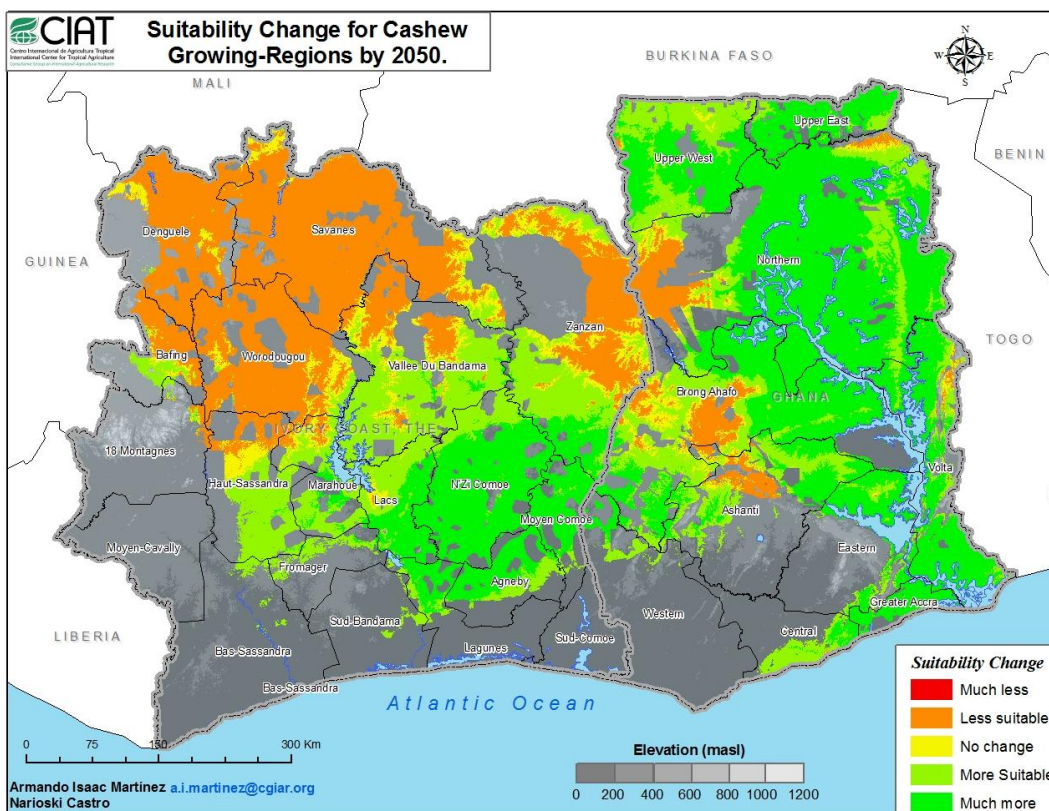 CIAT
Centro Internacional de Agricultura Tropical
International Center for Tropical Agriculture
Suitability Change for Cashew
Growing-Regions by 2050.
MALI
BURKINA FASO
N
W E
S
BENIN
GUINEA
TOGO
LIBERIA
Upper East
Upper West
Denguele
Savanes
Northern
Zanzan
Bafing
Worodougou
Vallee Du Bandama
Brong Ahafo
GHANA
IVORY COAST, THE
18 Montagnes
Haut-Sassandra
Marahoue
Lacs
N'Zi Comoe
Volta
Moyen Comoe
Ashanti
Moyen-Cavally
Eastern
Fromager
Agneby
Greater Accra
Sud-Bandama
Western
Central
Bas-Sassandra
Lagunes
Sud-Comoe
Bas-Sassandra
Atlantic Ocean
0 75 150 300 Km
Armando Isaac Martínez a.i.martinez@cgiar.org
Narioski Castro
Elevation (masl)
0 200 400 600 800 1000 1200
Suitability Change
Much less
Less suitable
No change
More Suitable
Much more